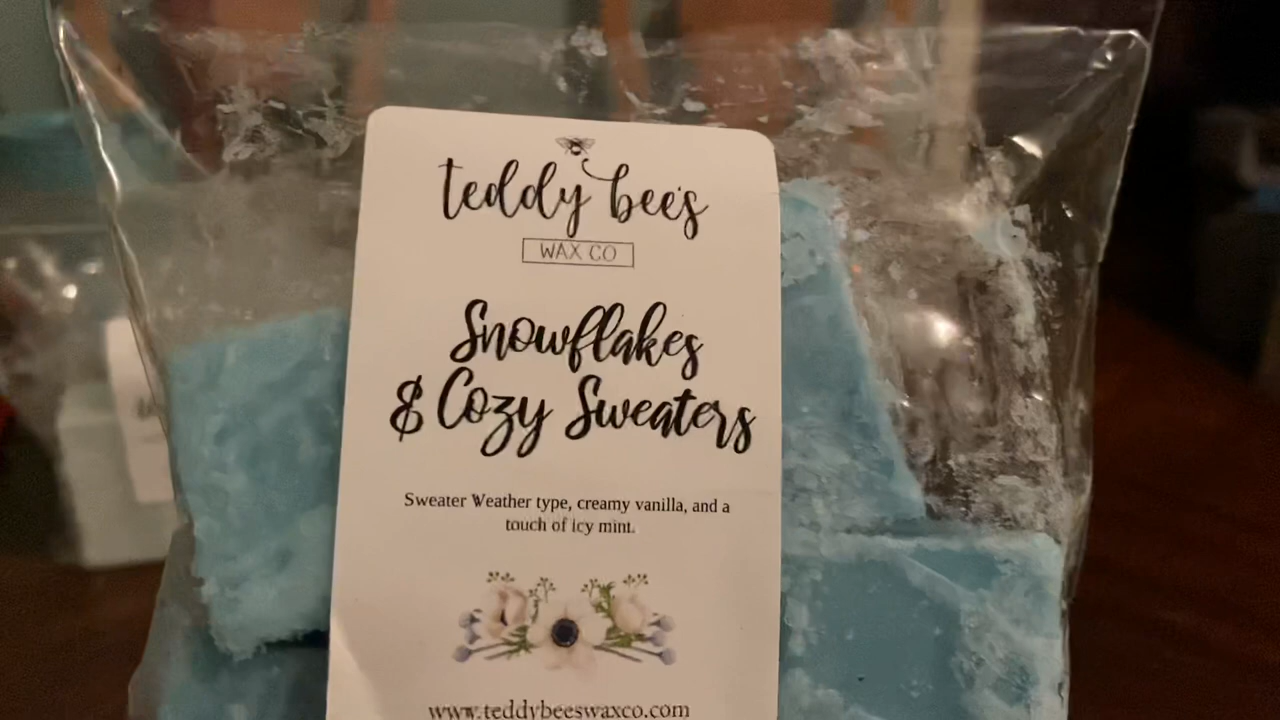 teddy bee's
WAX CO
Snowflakes
& Cozy Sweaters
Sweater Weather type, creamy vanilla, and a
touch of icy mint.
www.teddybeeswaxco.com